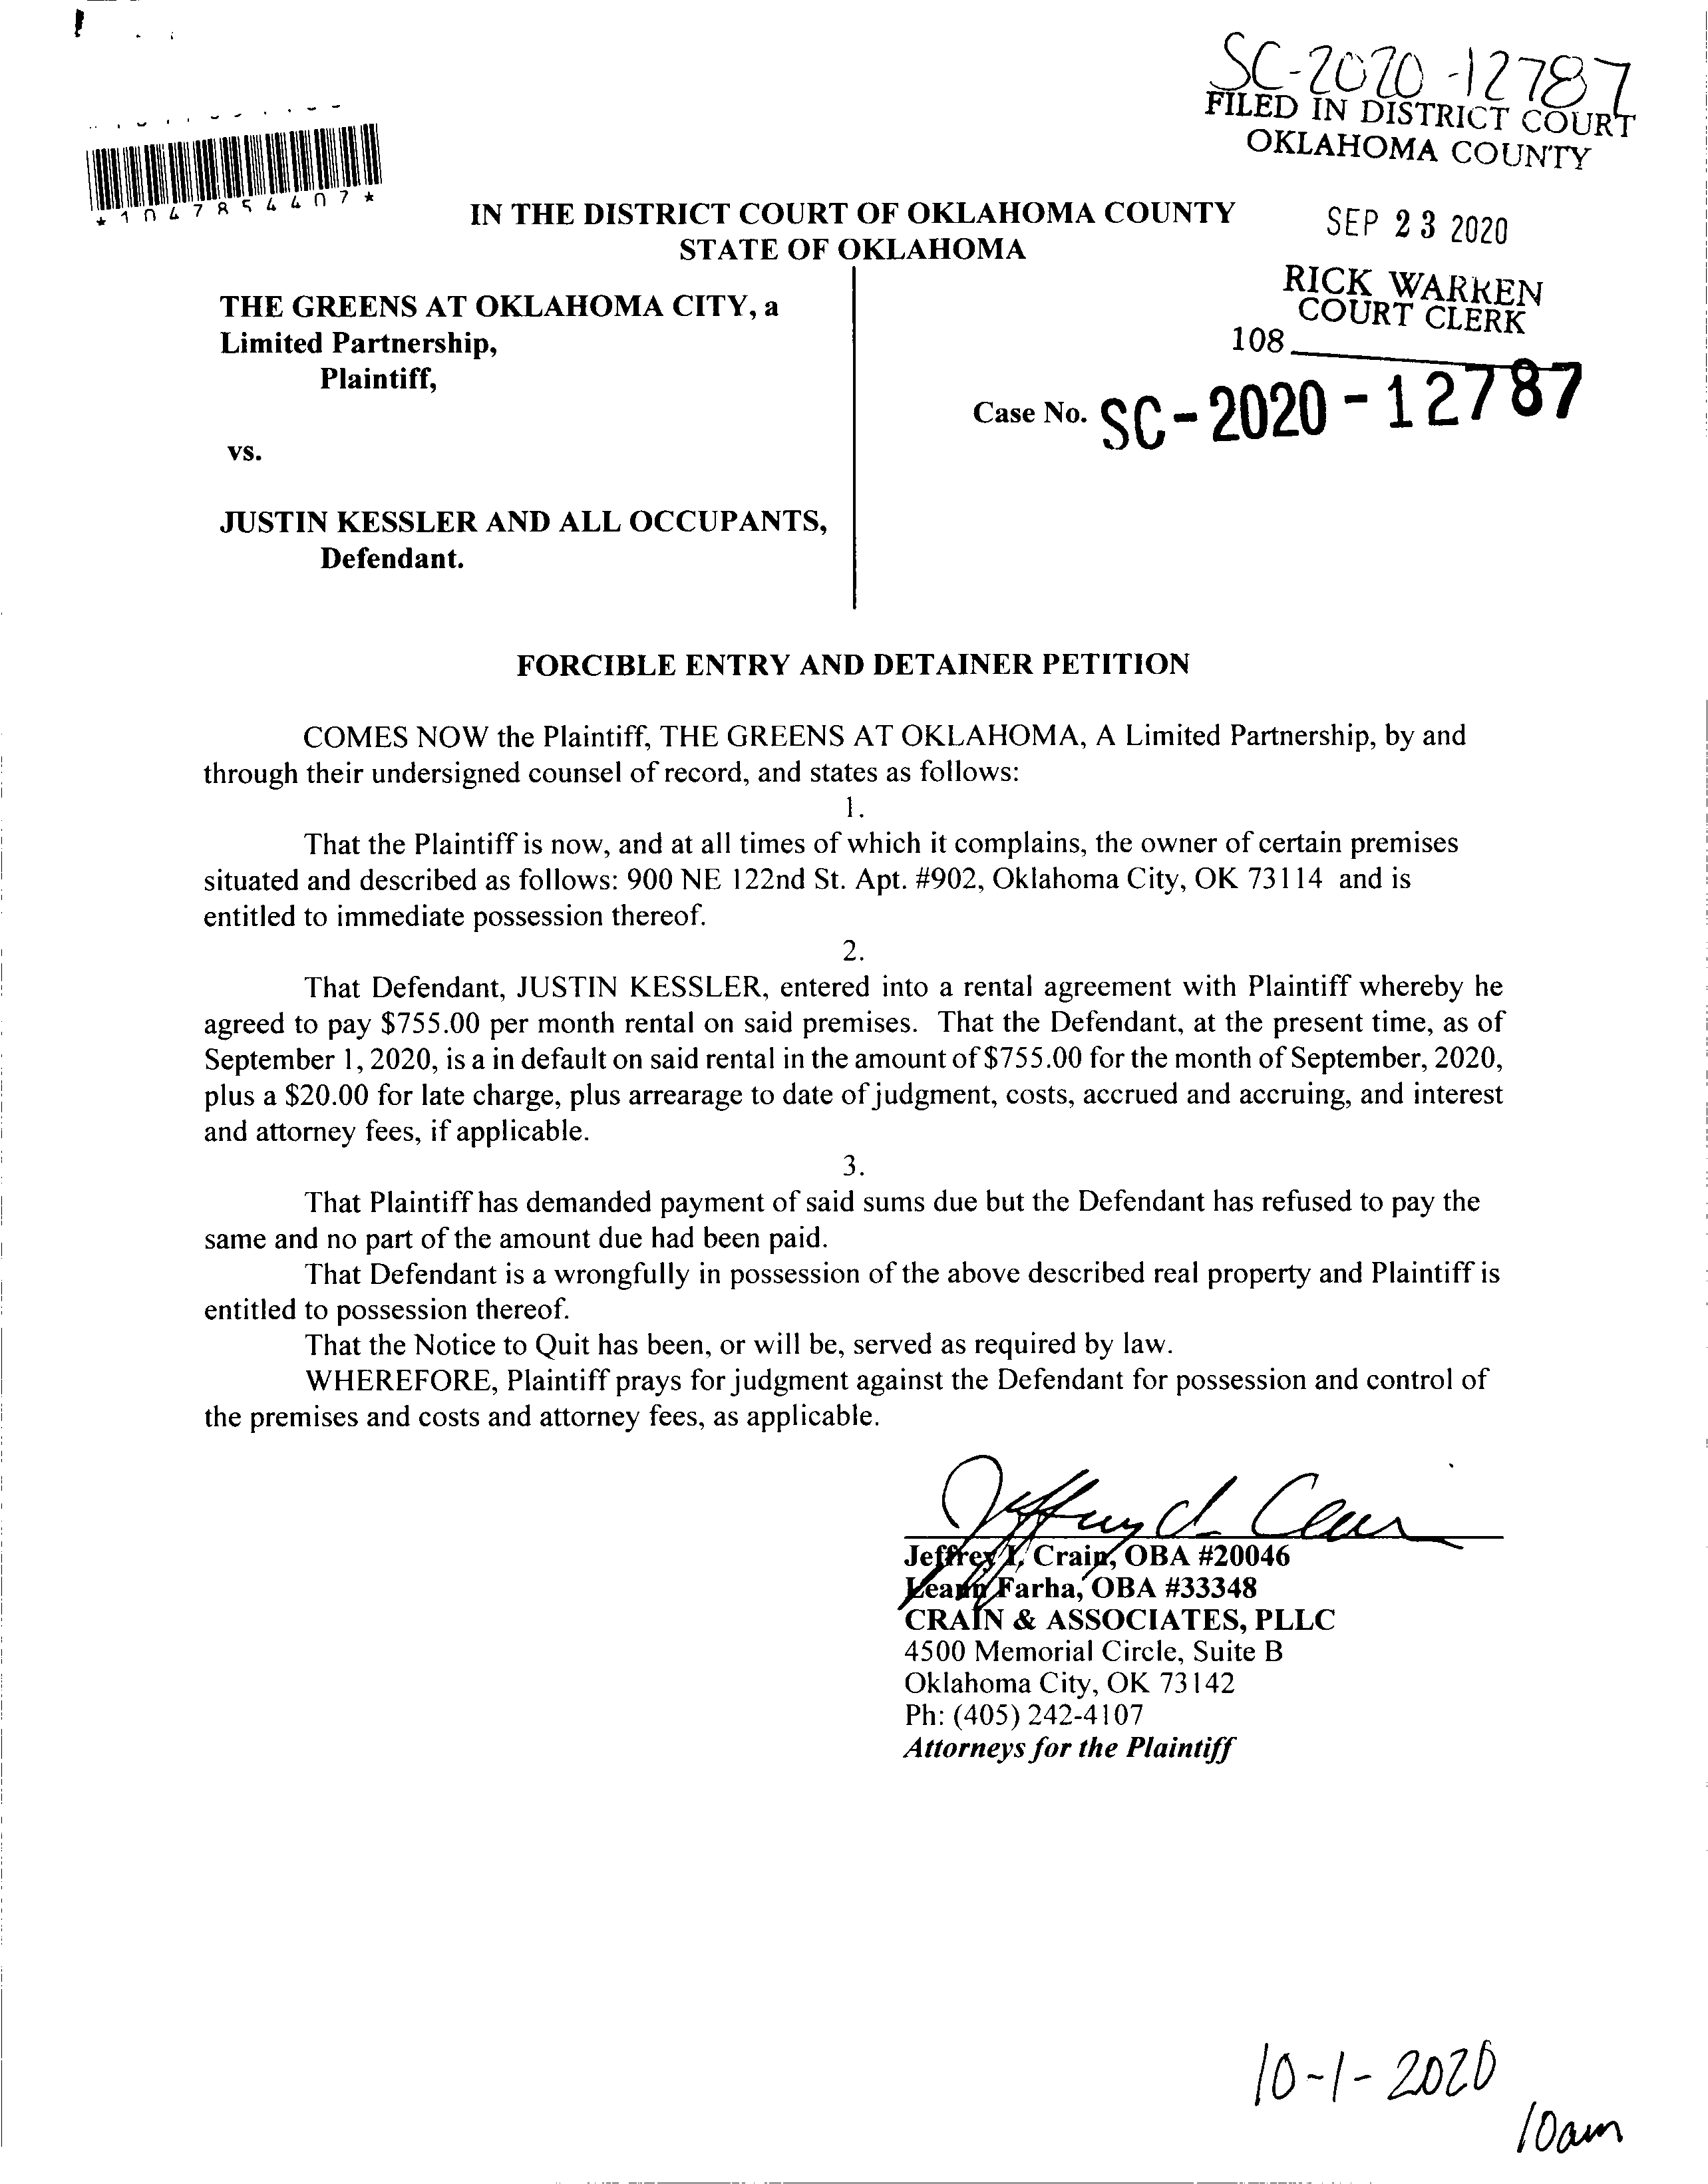 SC-2020-12787
FILED IN DISTRICT COURT
OKLAHOMA COUNTY
*1047854407*
IN THE DISTRICT COURT OF OKLAHOMA COUNTY
STATE OF OKLAHOMA
SEP 23 2020
RICK WARREN
COURT CLERK
108
THE GREENS AT OKLAHOMA CITY, a
Limited Partnership,
Plaintiff,
Case No. SC-2020-12787
vs.
JUSTIN KESSLER AND ALL OCCUPANTS,
Defendant.
FORCIBLE ENTRY AND DETAINER PETITION
COMES NOW the Plaintiff, THE GREENS AT OKLAHOMA, A Limited Partnership, by and
through their undersigned counsel of record, and states as follows:
1.
That the Plaintiff is now, and at all times of which it complains, the owner of certain premises
situated and described as follows: 900 NE 122nd St. Apt. #902, Oklahoma City, OK 73114 and is
entitled to immediate possession thereof.
2.
That Defendant, JUSTIN KESSLER, entered into a rental agreement with Plaintiff whereby he
agreed to pay $755.00 per month rental on said premises. That the Defendant, at the present time, as of
September 1, 2020, is a in default on said rental in the amount of $755.00 for the month of September, 2020,
plus a $20.00 for late charge, plus arrearage to date of judgment, costs, accrued and accruing, and interest
and attorney fees, if applicable.
3.
That Plaintiff has demanded payment of said sums due but the Defendant has refused to pay the
same and no part of the amount due had been paid.
That Defendant is a wrongfully in possession of the above described real property and Plaintiff is
entitled to possession thereof.
That the Notice to Quit has been, or will be, served as required by law.
WHEREFORE, Plaintiff prays for judgment against the Defendant for possession and control of
the premises and costs and attorney fees, as applicable.
Jeffrey I. Crain, OBA #20046
Leann Farha, OBA #33348
CRAIN & ASSOCIATES, PLLC
4500 Memorial Circle, Suite B
Oklahoma City, OK 73142
Ph: (405) 242-4107
Attorneys for the Plaintiff
10-1-2020
10am